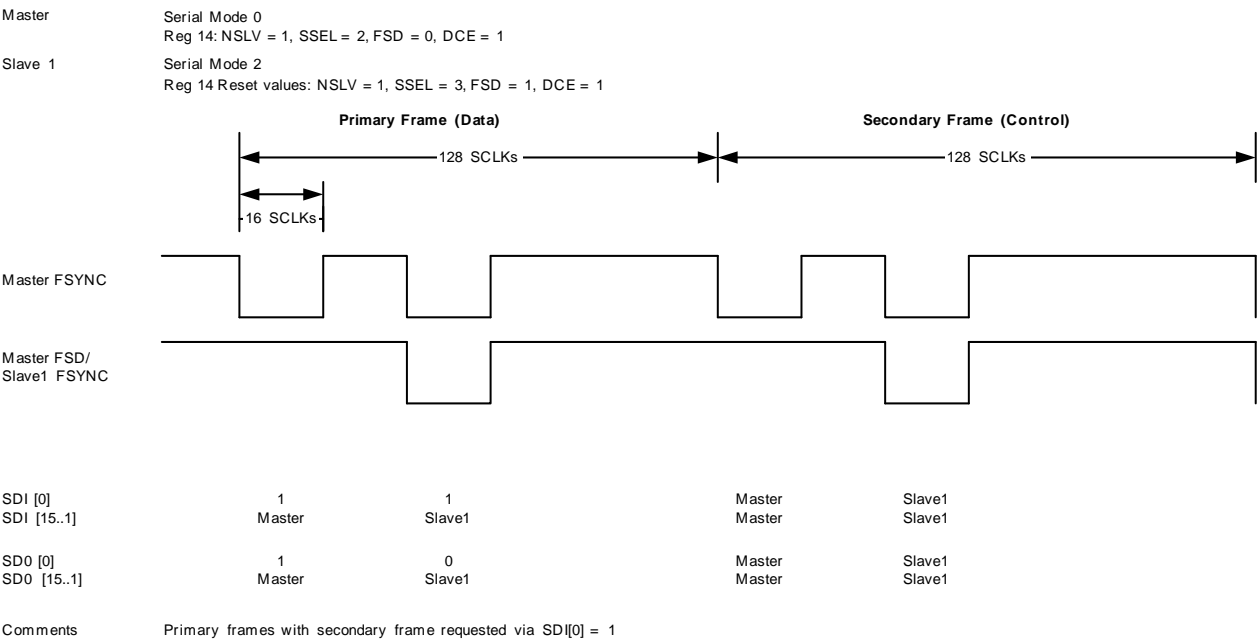 Master Serial Mode 0
Reg 14: NSLV = 1, SSEL = 2, FSD = 0, DCE = 1
Slave 1 Serial Mode 2
Reg 14 Reset values: NSLV = 1, SSEL = 3, FSD = 1, DCE = 1
Primary Frame (Data) Secondary Frame (Control)
128 SCLKs 128 SCLKs
16 SCLKs
Master FSYNC
Master FSD/
Slave1 FSYNC
SDI [0] 1 1 Master Slave1
SDI [15..1] Master Slave1 Master Slave1
SD0 [0] 1 0 Master Slave1
SD0 [15..1] Master Slave1 Master Slave1
Comments Primary frames with secondary frame requested via SDI[0] = 1